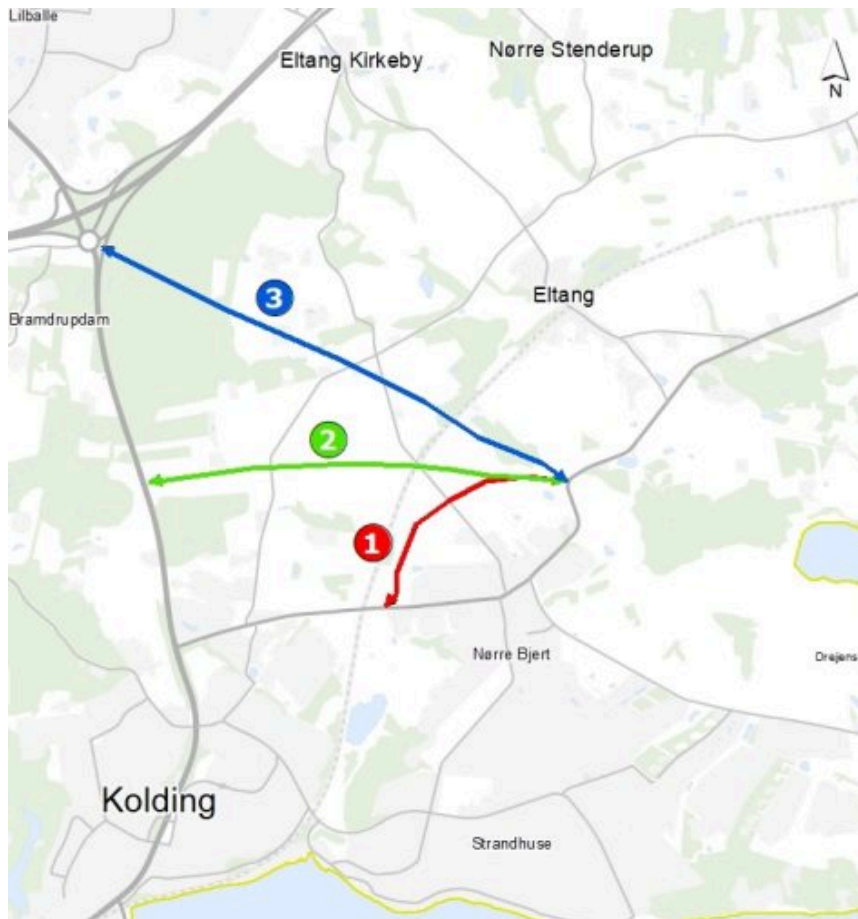 Lilballe
Eltang Kirkeby
Nørre Stenderup
N
3
Eltang
Bramdrupdam
2
1
Nørre Bjert
Drejens
Kolding
Strandhuse